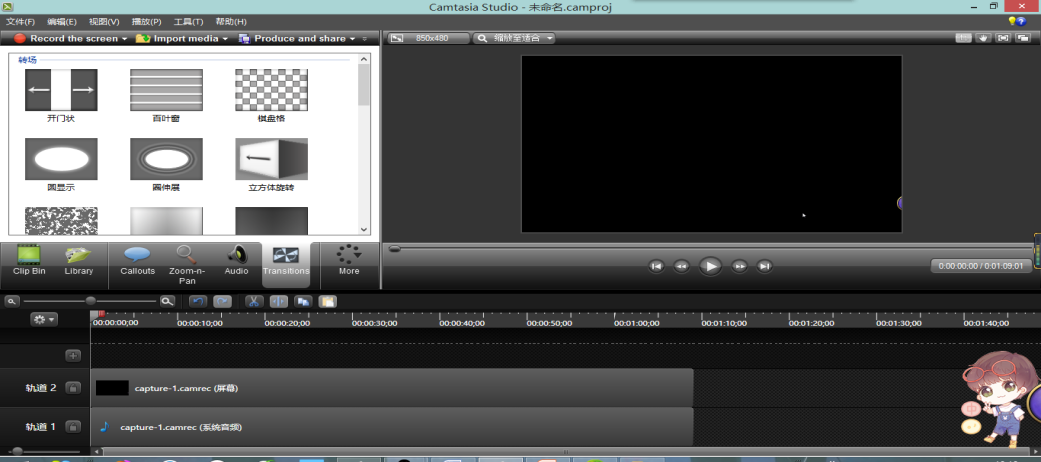 Camtasia Studio - 未命名.camproj
文件(F) 编辑(E) 视图(V) 播放(P) 工具(T) 帮助(H)
Record the screen Import media Produce and share
850x480 缩放至适合
转场
开门状 百叶窗 棋盘格
圆显示 圆伸展 立方体旋转
Clip Bin Library Callouts Zoom-n-Pan Audio Transitions More
0:00:00;00 / 0:01:09;01
00:00:00;00 00:00:10;00 00:00:20;00 00:00:30;00 00:00:40;00 00:00:50;00 00:01:00;00 00:01:10;00 00:01:20;00 00:01:30;00 00:01:40;00
轨道 2 capture-1.camrec (屏幕)
轨道 1 capture-1.camrec (系统音频)
中